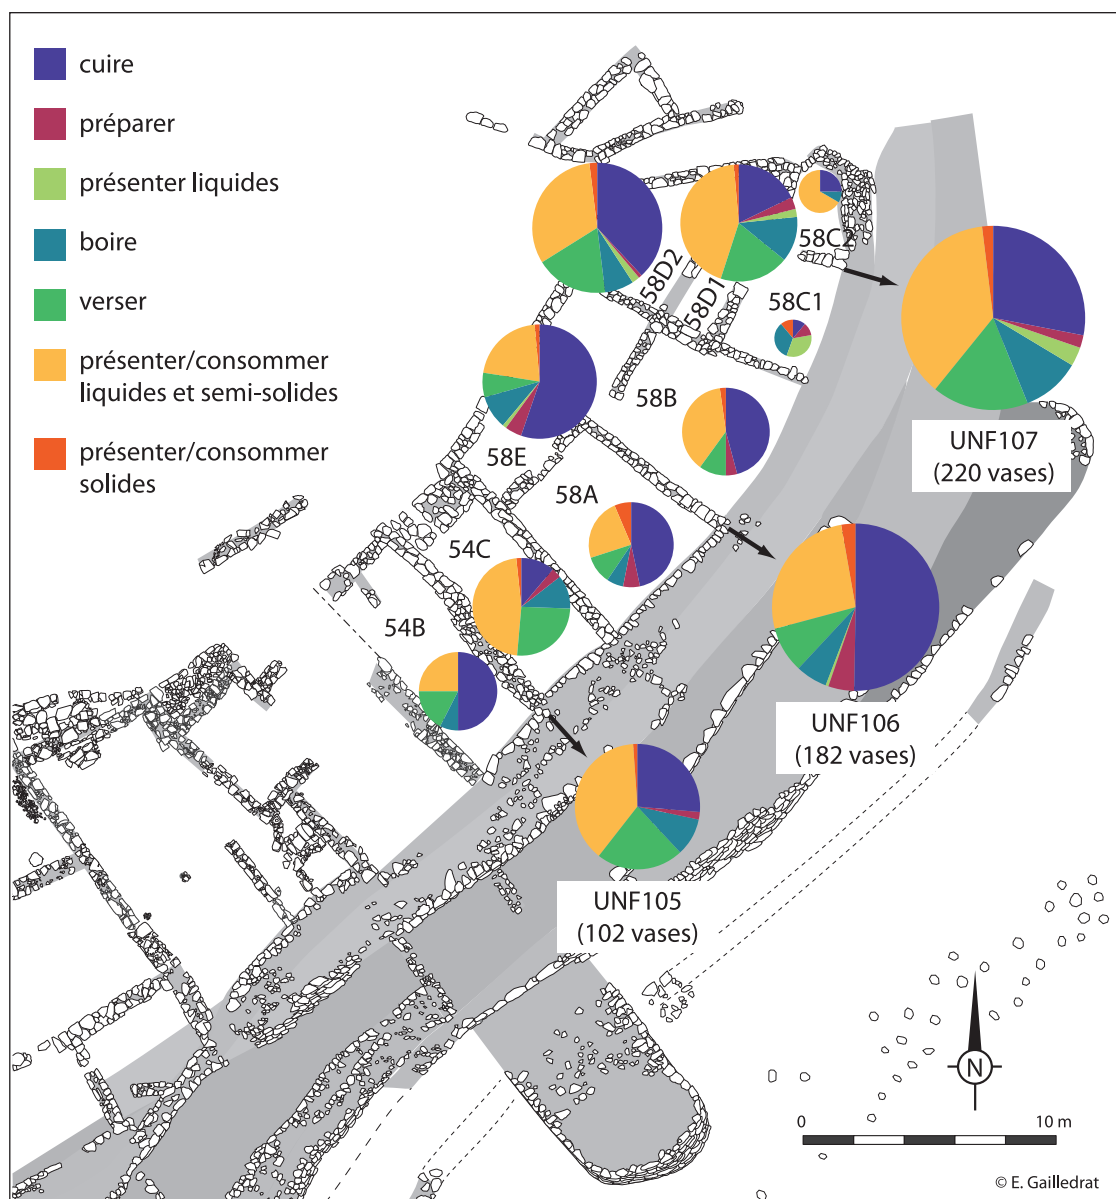 cuire
préparer
présenter liquides
boire
verser
présenter/consommer
liquides et semi-solides
présenter/consommer
solides
58C2
58D2
58D1
58C1
58B
58E
58A
54C
54B
UNF107
(220 vases)
UNF106
(182 vases)
UNF105
(102 vases)
N
0
10 m
© E. Gailledrat